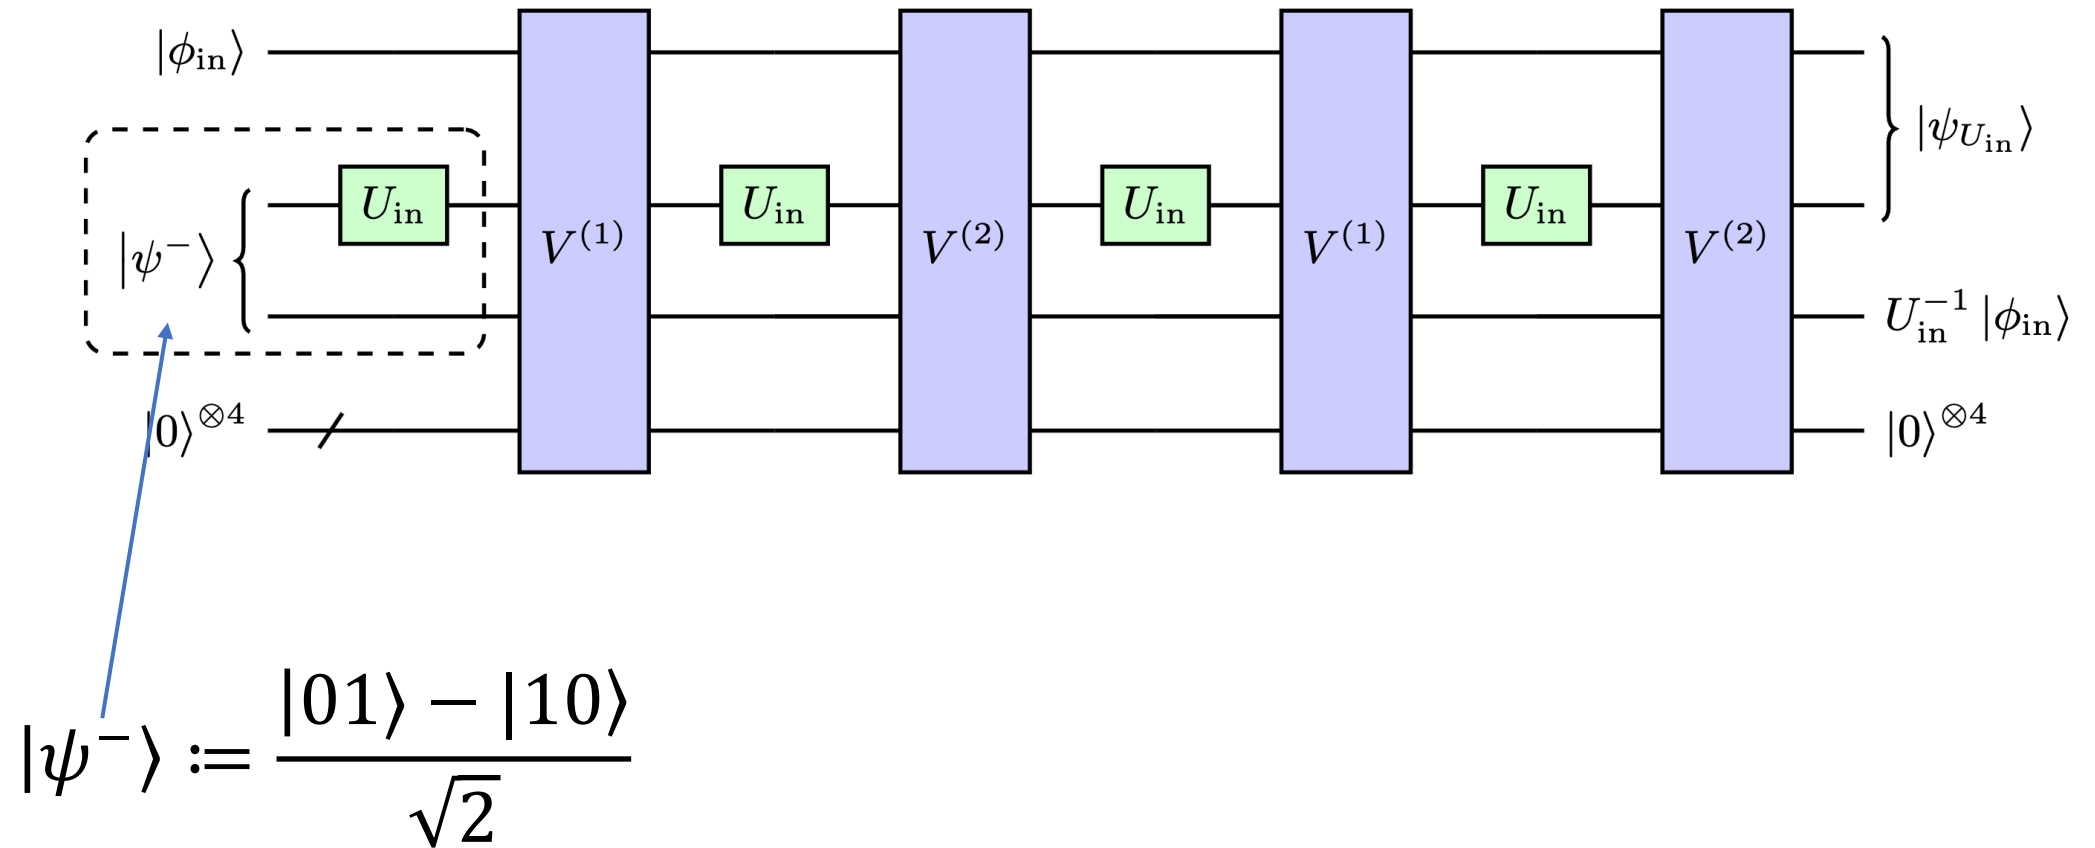 |ϕ_in⟩
U_in U_in U_in U_in
|ψ_{U_in}⟩
V^(1) V^(2) V^(1) V^(2)
|ψ^−⟩
U_in^{−1} |ϕ_in⟩
|0⟩^{⊗4} |0⟩^{⊗4}
|ψ^−⟩ ≔ (|01⟩ − |10⟩) / √2